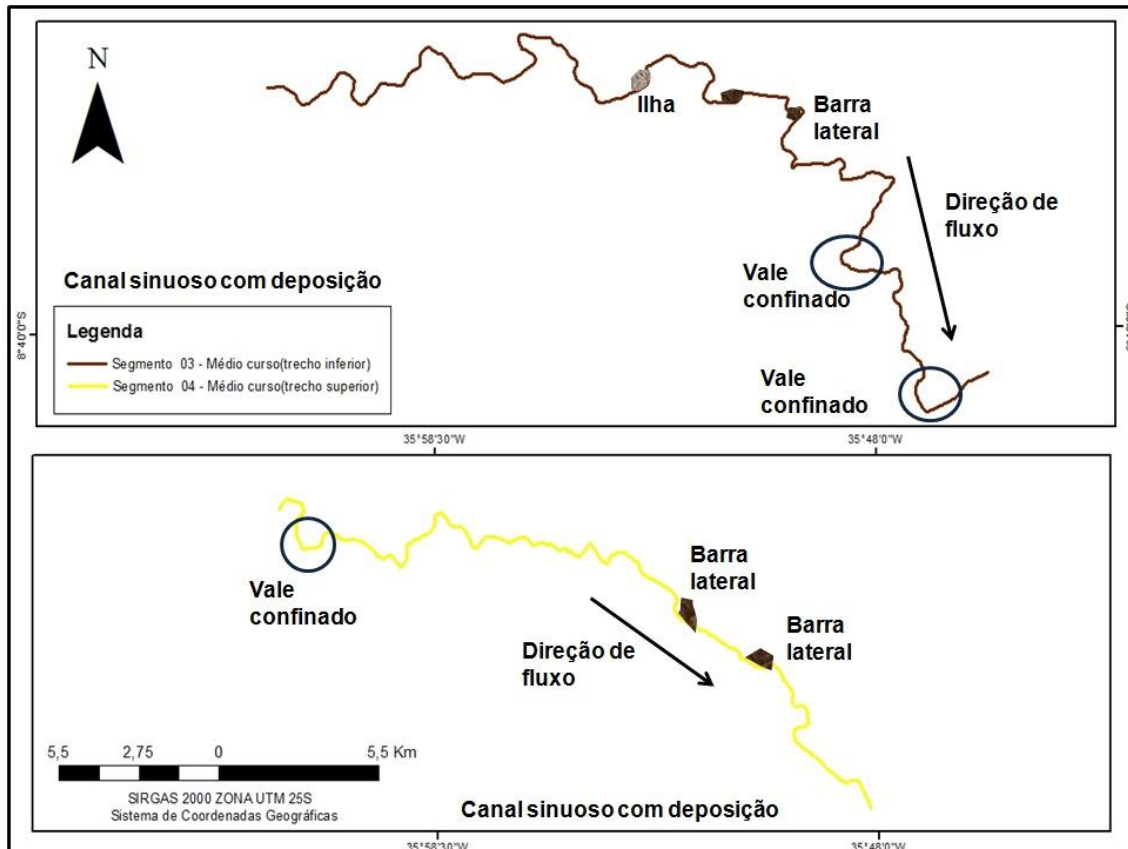 N
Ilha
Barra
lateral
Direção de
fluxo
Vale
confinado
Canal sinuoso com deposição
Legenda
Segmento 03 - Médio curso(trecho inferior)
Segmento 04 - Médio curso(trecho superior)
Vale
confinado
8°40'0"S
35°58'30"W
35°48'0"W
Vale
confinado
Barra
lateral
Barra
lateral
Direção de
fluxo
5,5
2,75
0
5,5 Km
SIRGAS 2000 ZONA UTM 25S
Sistema de Coordenadas Geográficas
Canal sinuoso com deposição
35°58'30"W
35°48'0"W